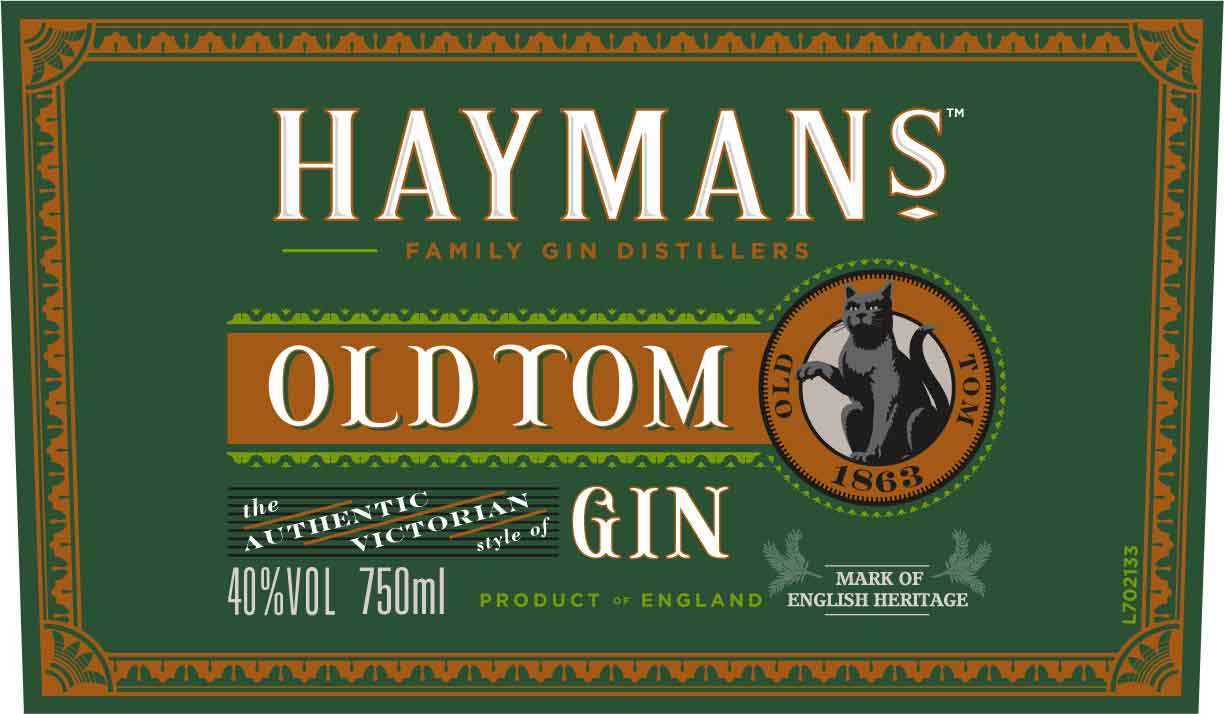 HAYMANS™
FAMILY GIN DISTILLERS
OLD TOM
OLD TOM
1863
the
AUTHENTIC
VICTORIAN
style of
GIN
40%VOL 750ml
PRODUCT OF ENGLAND
MARK OF
ENGLISH HERITAGE
L702133